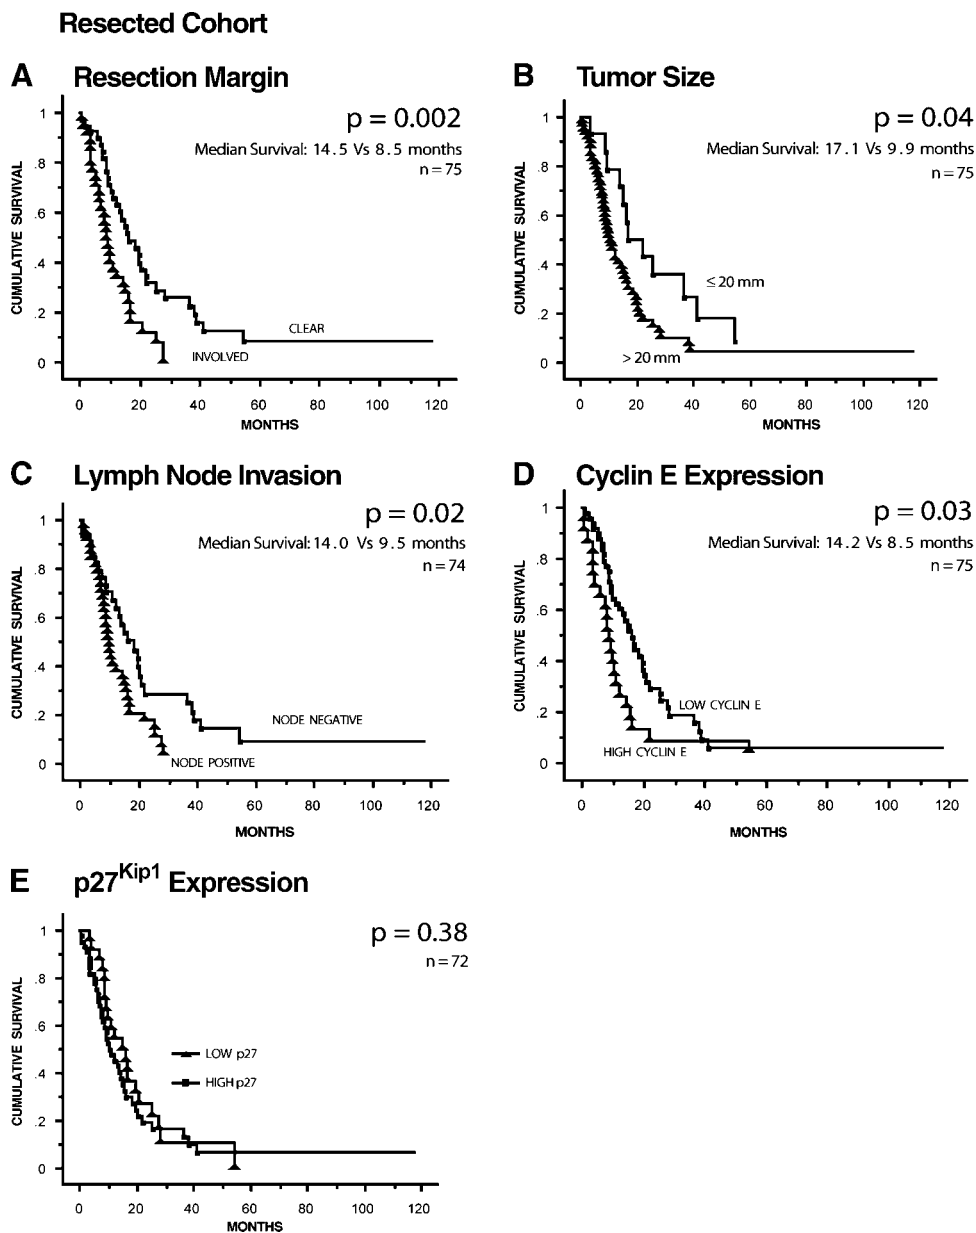 Resected Cohort
A Resection Margin
p = 0.002
Median Survival: 14.5 Vs 8.5 months
n = 75
CUMULATIVE SURVIVAL
1
.8
.6
.4
.2
0
CLEAR
INVOLVED
0 20 40 60 80 100 120
MONTHS
B Tumor Size
p = 0.04
Median Survival: 17.1 Vs 9.9 months
n = 75
CUMULATIVE SURVIVAL
1
.8
.6
.4
.2
0
≤ 20 mm
> 20 mm
0 20 40 60 80 100 120
MONTHS
C Lymph Node Invasion
p = 0.02
Median Survival: 14.0 Vs 9.5 months
n = 74
CUMULATIVE SURVIVAL
1
.8
.6
.4
.2
0
NODE NEGATIVE
NODE POSITIVE
0 20 40 60 80 100 120
MONTHS
D Cyclin E Expression
p = 0.03
Median Survival: 14.2 Vs 8.5 months
n = 75
CUMULATIVE SURVIVAL
1
.8
.6
.4
.2
0
LOW CYCLIN E
HIGH CYCLIN E
0 20 40 60 80 100 120
MONTHS
E p27Kip1 Expression
p = 0.38
n = 72
CUMULATIVE SURVIVAL
1
.8
.6
.4
.2
0
LOW p27
HIGH p27
0 20 40 60 80 100 120
MONTHS